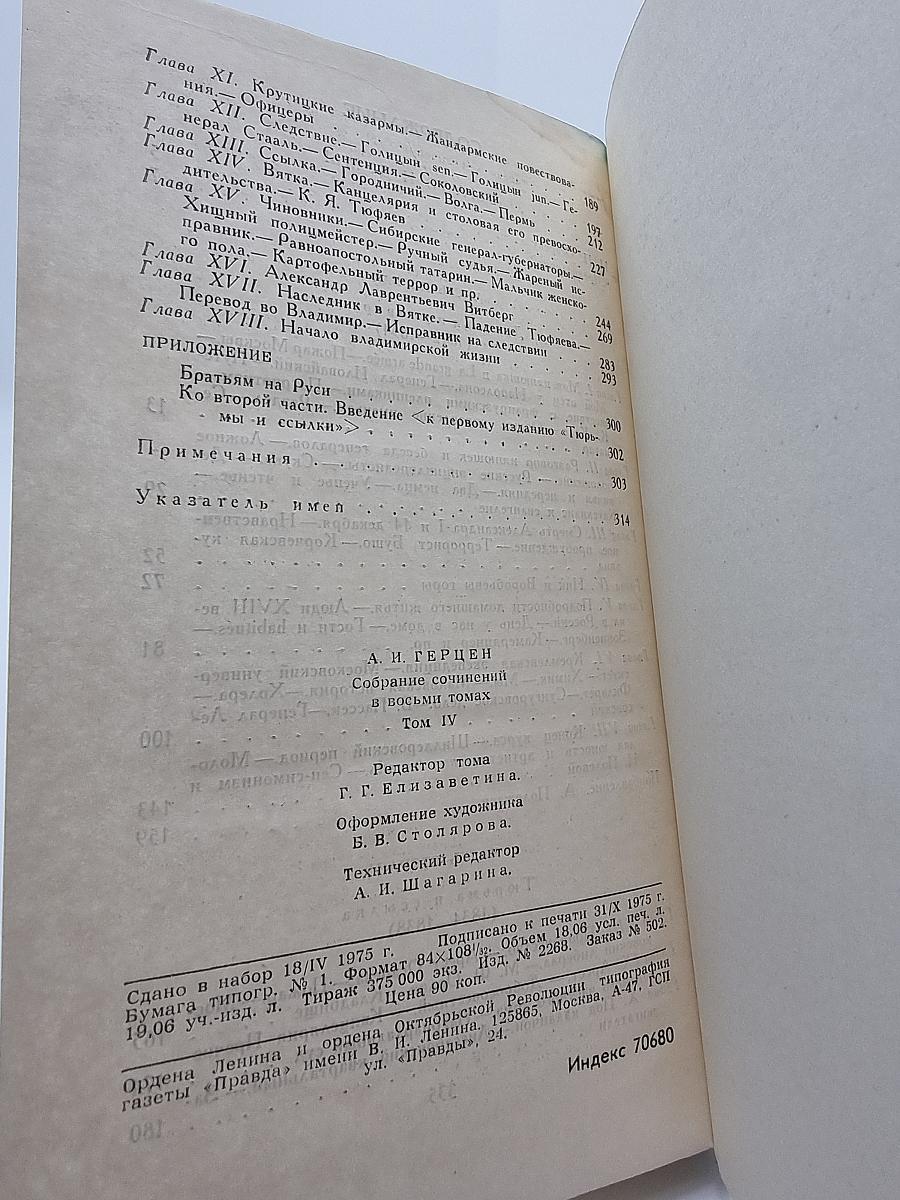 Глава XI. Крутицкие казармы.— Жандармские повествова-
ния.— Офицеры . . . . . . . . . . 189
Глава XII. Следствие.— Голицын sen.— Голицын jun.— Ге-
нерал Стааль.— Сентенция.— Соколовский . . . 197
Глава XIII. Ссылка.— Городничий.— Волга.— Пермь . . . 212
Глава XIV. Вятка.— Канцелярия и столовая его превосхо-
дительства.— К. Я. Тюфяев . . . . . . . . 227
Глава XV. Чиновники.— Сибирские генерал-губернаторы.—
Хищный полицмейстер.— Ручный судья.— Жареный ис-
правник.— Равноапостольный татарин.— Мальчик женско-
го пола.— Картофельный террор и пр. . . . 244
Глава XVI. Александр Лаврентьевич Витберг . . . 269
Глава XVII. Наследник в Вятке.— Падение Тюфяева.—
Перевод во Владимир.— Исправник на следствии . . . 283
Глава XVIII. Начало владимирской жизни . . . . 293
ПРИЛОЖЕНИЕ
Братьям на Руси . . . . . . . . . . 300
Ко второй части. Введение <к первому изданию «Тюрь-
мы и ссылки»> . . . . . . . . . . 302
Примечания . . . . . . . . . . 303
Указатель имен . . . . . . . . . . 314
А. И. ГЕРЦЕН
Собрание сочинений
в восьми томах
Том IV
Редактор тома
Г. Г. Елизаветина.
Оформление художника
Б. В. Столярова.
Технический редактор
А. И. Шагарина.
Сдано в набор 18/IV 1975 г. Подписано к печати 31/X 1975 г.
Бумага типогр. № 1. Формат 84×108¹/₃₂. Объем 18,06 усл. печ. л.
19,06 уч.-изд. л. Тираж 375 000 экз. Изд. № 2268. Заказ № 502.
Цена 90 коп.
Ордена Ленина и ордена Октябрьской Революции типография
газеты «Правда» имени В. И. Ленина. 125865, Москва, А-47, ГСП
ул. «Правды», 24.
Индекс 70680